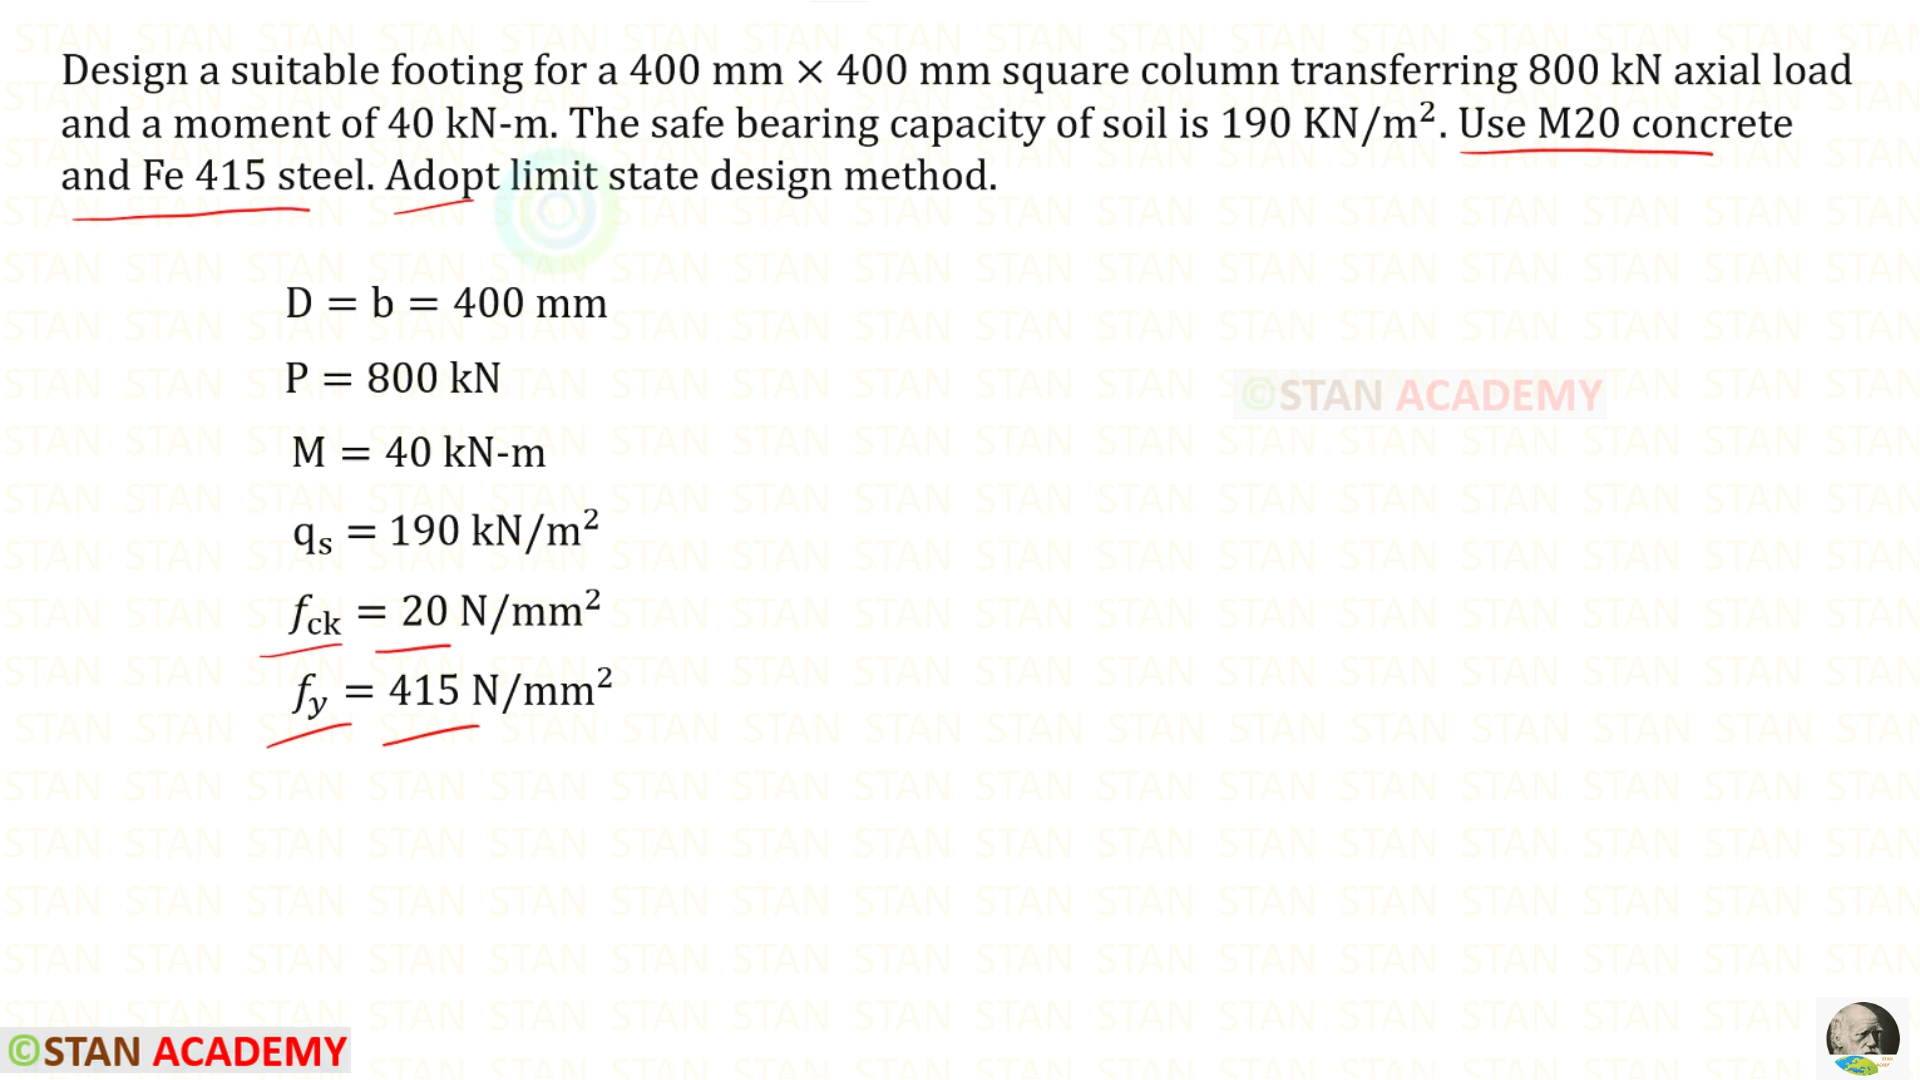 Design a suitable footing for a 400 mm × 400 mm square column transferring 800 kN axial load
and a moment of 40 kN-m. The safe bearing capacity of soil is 190 KN/m². Use M20 concrete
and Fe 415 steel. Adopt limit state design method.
D = b = 400 mm
P = 800 kN
©STAN ACADEMY
M = 40 kN-m
qs = 190 kN/m²
fck = 20 N/mm²
fy = 415 N/mm²
©STAN ACADEMY